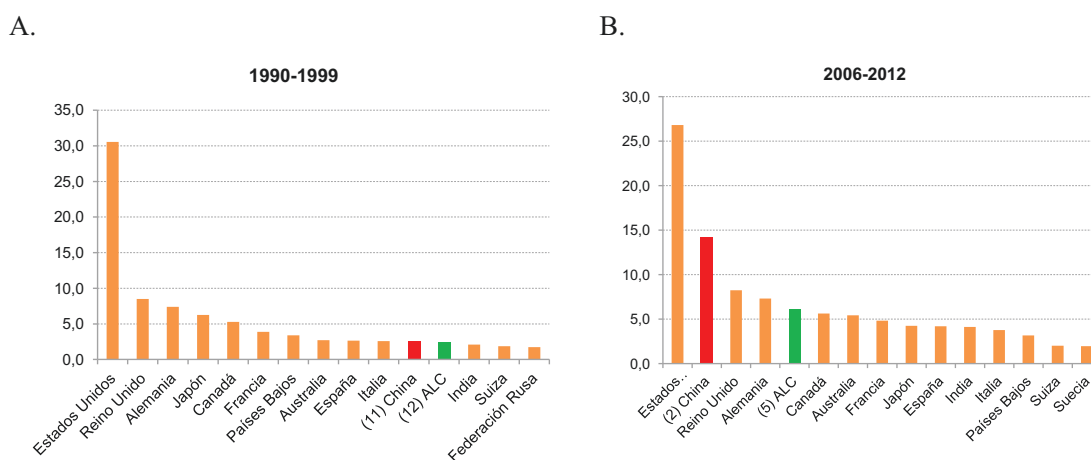 A.
1990-1999
35,0
30,0
25,0
20,0
15,0
10,0
5,0
0,0
Estados Unidos
Reino Unido
Alemania
Japón
Canadá
Francia
Países Bajos
Australia
España
Italia
(11) China
(12) ALC
India
Suiza
Federación Rusa
B.
2006-2012
30,0
25,0
20,0
15,0
10,0
5,0
0,0
Estados...
(2) China
Reino Unido
Alemania
(5) ALC
Canadá
Australia
Francia
Japón
España
India
Italia
Países Bajos
Suiza
Suecia